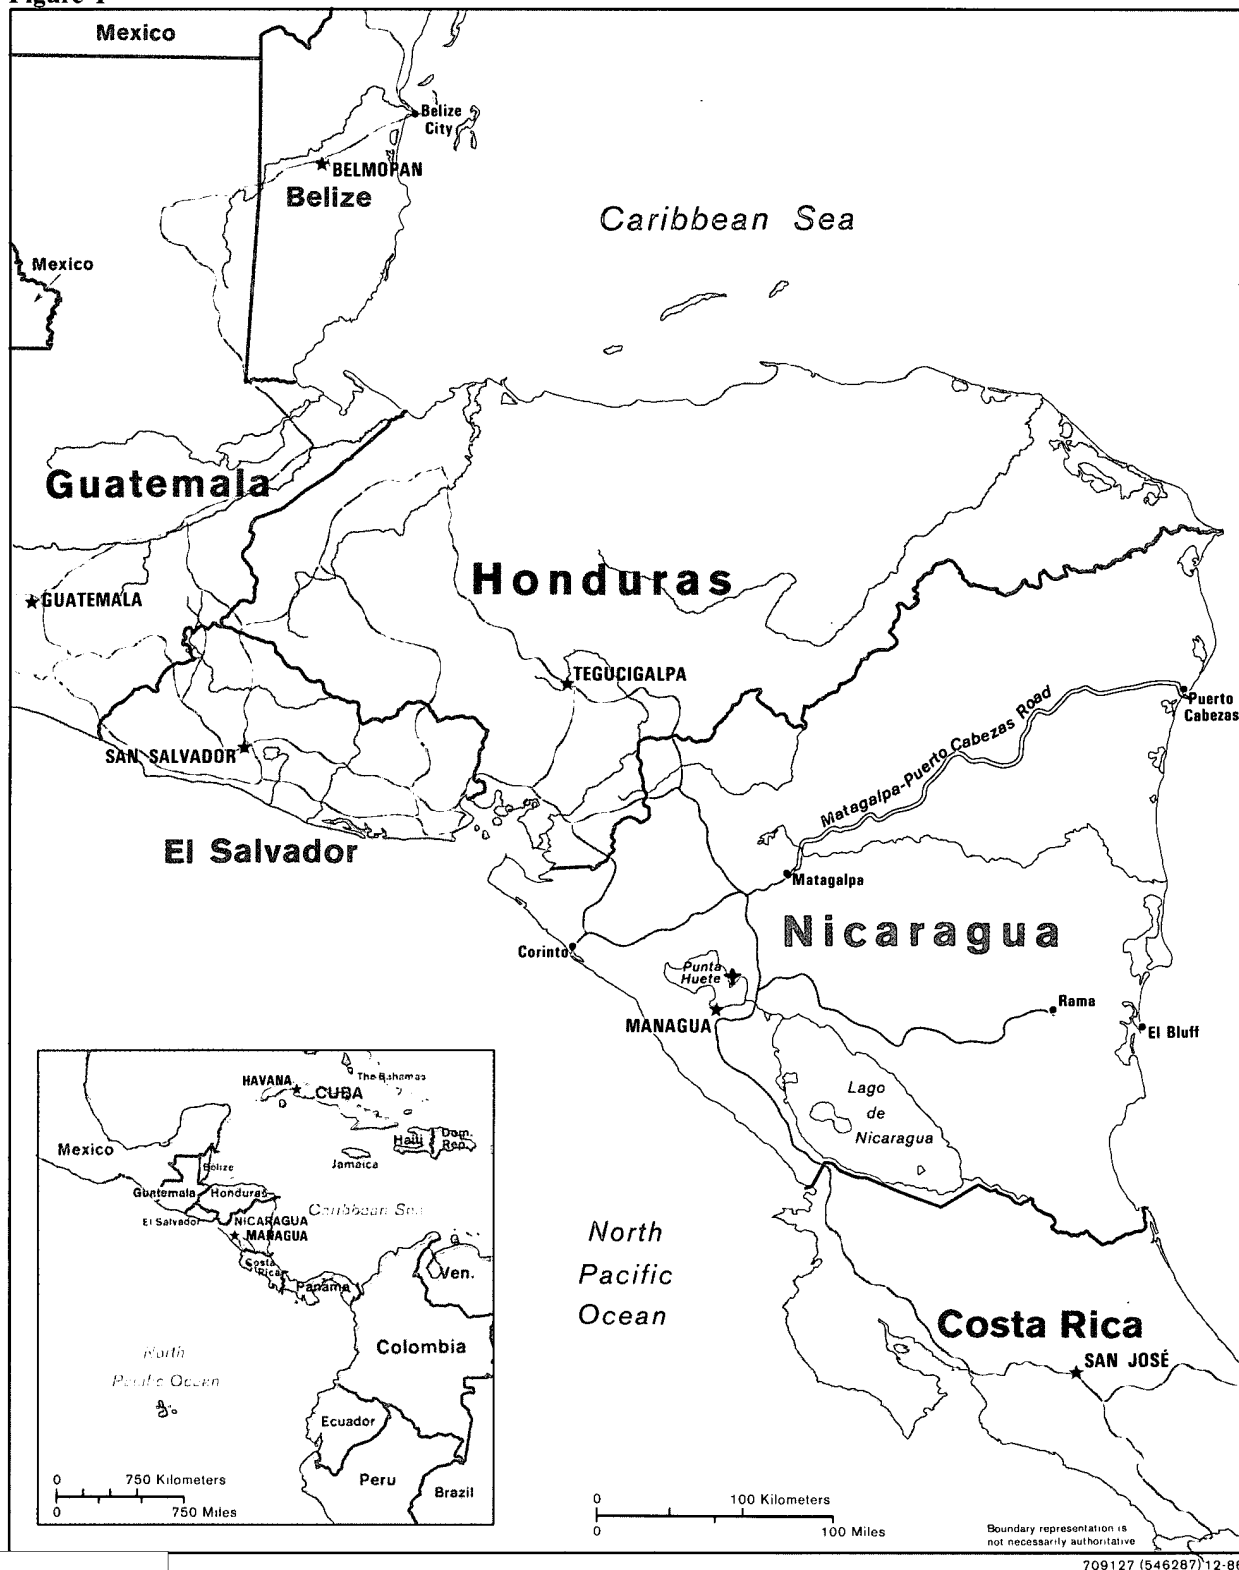 Figure 1
Mexico
Belize
City
BELMOPAN
Belize
Caribbean Sea
Mexico
Guatemala
Honduras
GUATEMALA
TEGUCIGALPA
Puerto
Cabezas
Matagalpa-Puerto Cabezas Road
SAN SALVADOR
El Salvador
Matagalpa
Nicaragua
Corinto
Punta
Huete
Rama
MANAGUA
El Bluff
Lago
de
Nicaragua
North
Pacific
Ocean
Costa Rica
SAN JOSÉ
HAVANA
The Bahamas
CUBA
Mexico
Haiti
Dom.
Rep.
Jamaica
Belize
Guatemala
Honduras
Caribbean Sea
El Salvador
NICARAGUA
MANAGUA
Costa
Rica
Panama
Ven.
Colombia
North
Pacific Ocean
Ecuador
Peru
Brazil
0 750 Kilometers
0 750 Miles
0 100 Kilometers
0 100 Miles
Boundary representation is
not necessarily authoritative
709127 (546287) 12-86